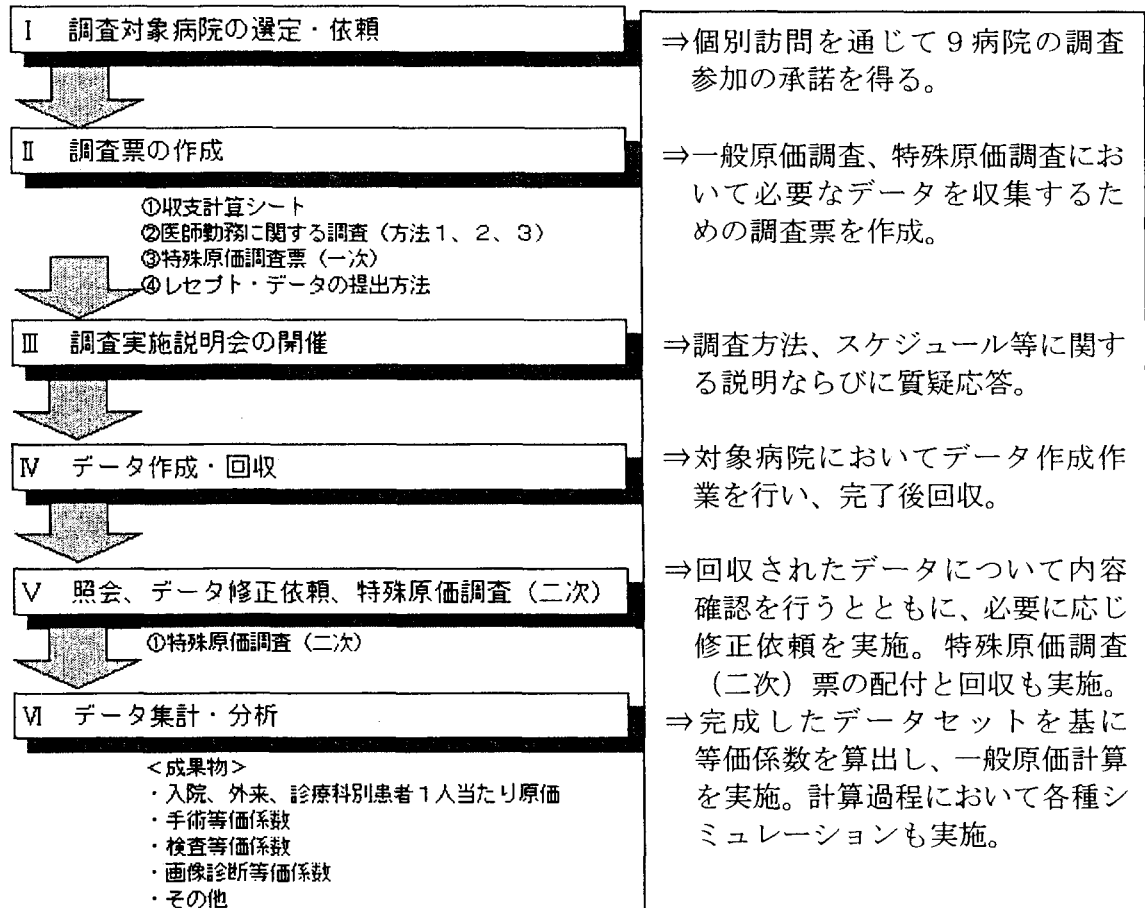 Ⅰ 調査対象病院の選定・依頼
⇒個別訪問を通じて9病院の調査
参加の承諾を得る。
Ⅱ 調査票の作成
①収支計算シート
②医師勤務に関する調査（方法1、2、3）
③特殊原価調査票（一次）
④レセプト・データの提出方法
⇒一般原価調査、特殊原価調査にお
いて必要なデータを収集するた
めの調査票を作成。
Ⅲ 調査実施説明会の開催
⇒調査方法、スケジュール等に関す
る説明ならびに質疑応答。
Ⅳ データ作成・回収
⇒対象病院においてデータ作成作
業を行い、完了後回収。
Ⅴ 照会、データ修正依頼、特殊原価調査（二次）
①特殊原価調査（二次）
⇒回収されたデータについて内容
確認を行うとともに、必要に応じ
修正依頼を実施。特殊原価調査
（二次）票の配付と回収も実施。
Ⅵ データ集計・分析
＜成果物＞
・入院、外来、診療科別患者1人当たり原価
・手術等価係数
・検査等価係数
・画像診断等価係数
・その他
⇒完成したデータセットを基に
等価係数を算出し、一般原価計算
を実施。計算過程において各種シ
ミュレーションも実施。